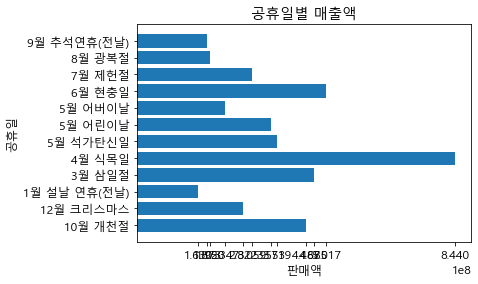 공휴일별 매출액
9월 추석연휴(전날)
8월 광복절
7월 제헌절
6월 현충일
5월 어버이날
5월 어린이날
5월 석가탄신일
4월 식목일
3월 삼일절
1월 설날 연휴(전날)
12월 크리스마스
10월 개천절
공휴일
8.440
1e8
판매액